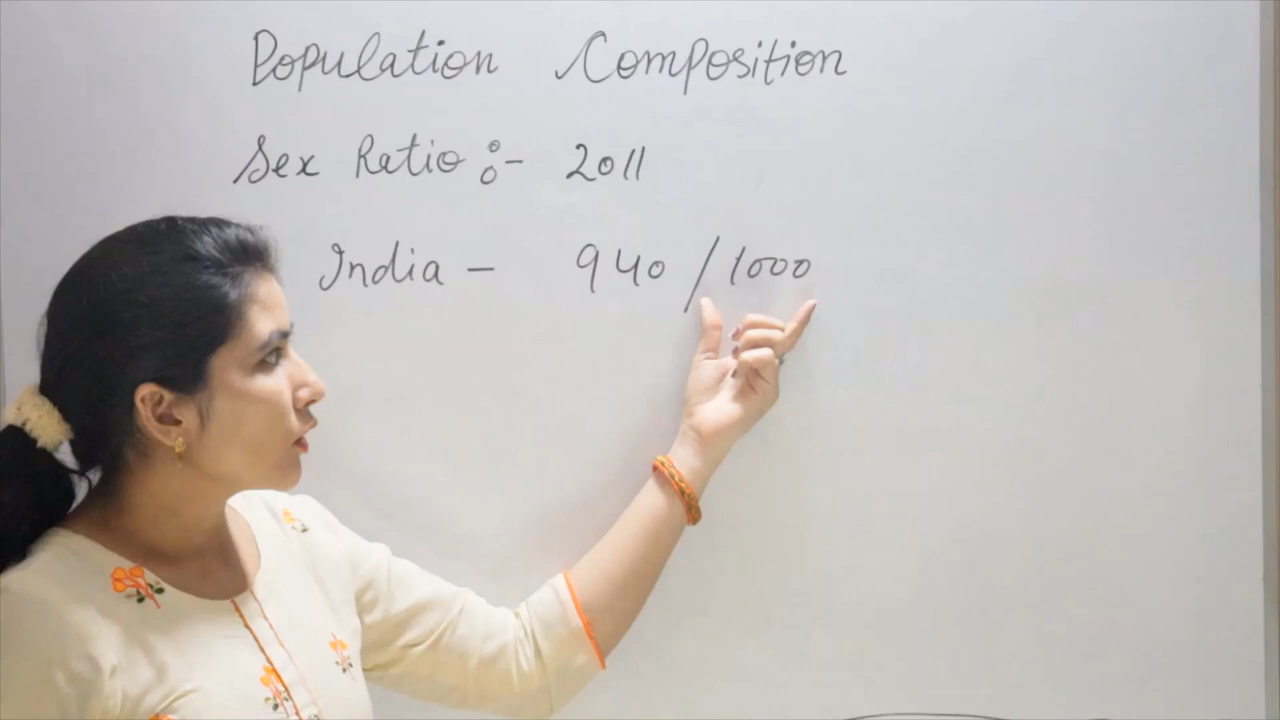 Population Composition
Sex Ratio :- 2011
India - 940 / 1000